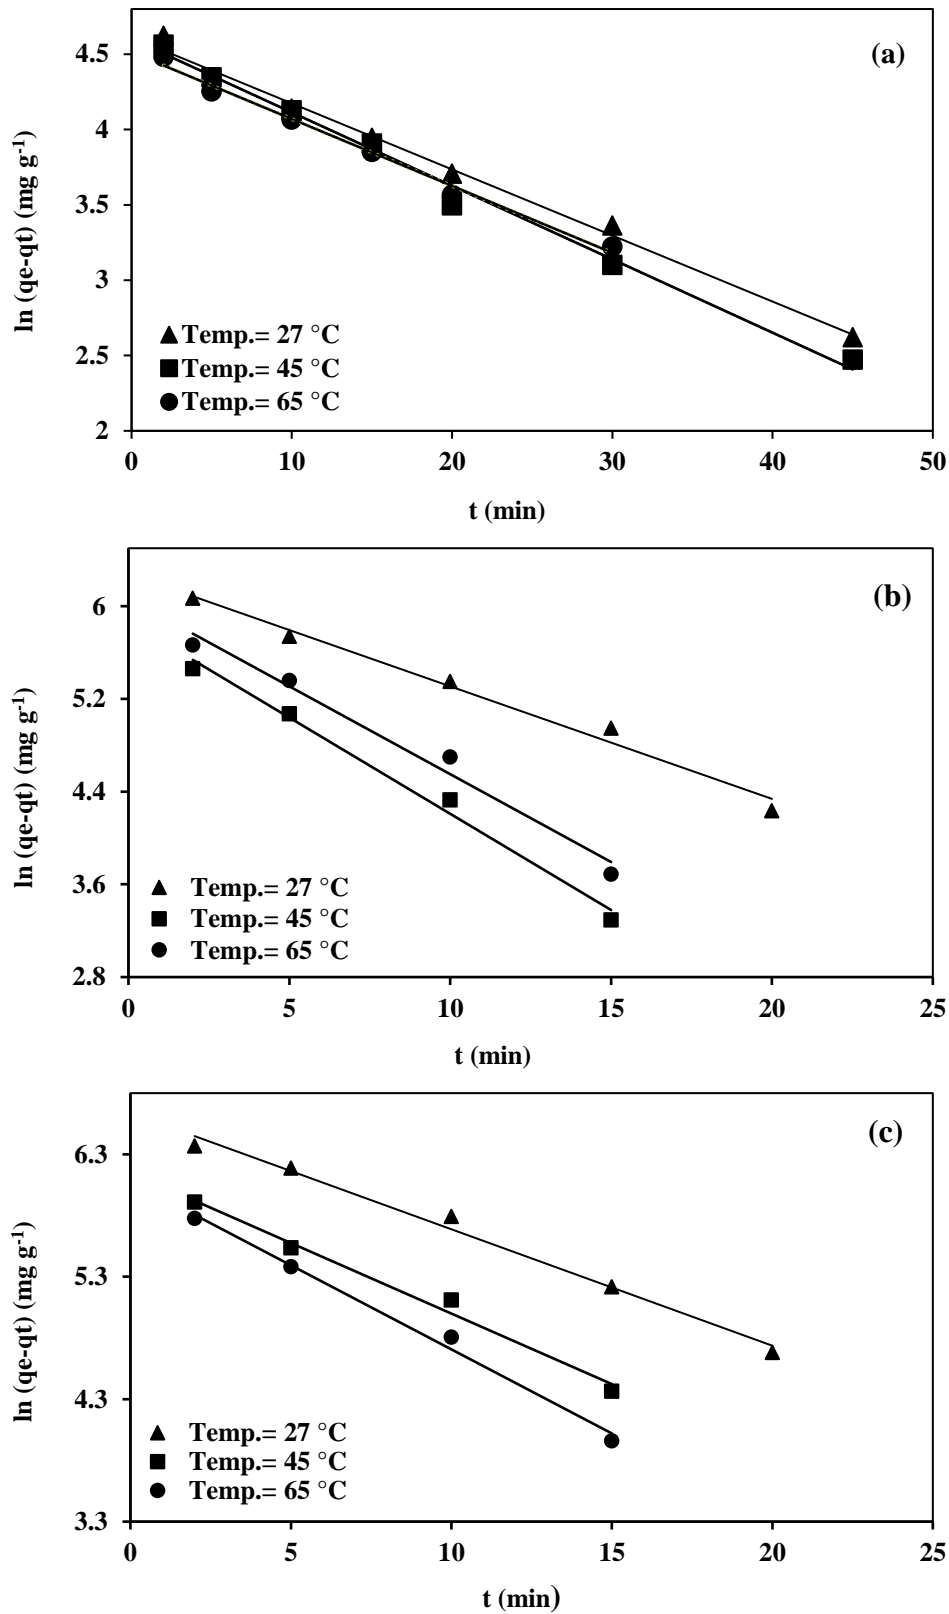 (a)
4.5
4
3.5
3
2.5
2
ln (qe-qt) (mg g⁻¹)
Temp.= 27 °C
Temp.= 45 °C
Temp.= 65 °C
0 10 20 30 40 50
t (min)
(b)
6
5.2
4.4
3.6
2.8
ln (qe-qt) (mg g⁻¹)
Temp.= 27 °C
Temp.= 45 °C
Temp.= 65 °C
0 5 10 15 20 25
t (min)
(c)
6.3
5.3
4.3
3.3
ln (qe-qt) (mg g⁻¹)
Temp.= 27 °C
Temp.= 45 °C
Temp.= 65 °C
0 5 10 15 20 25
t (min)